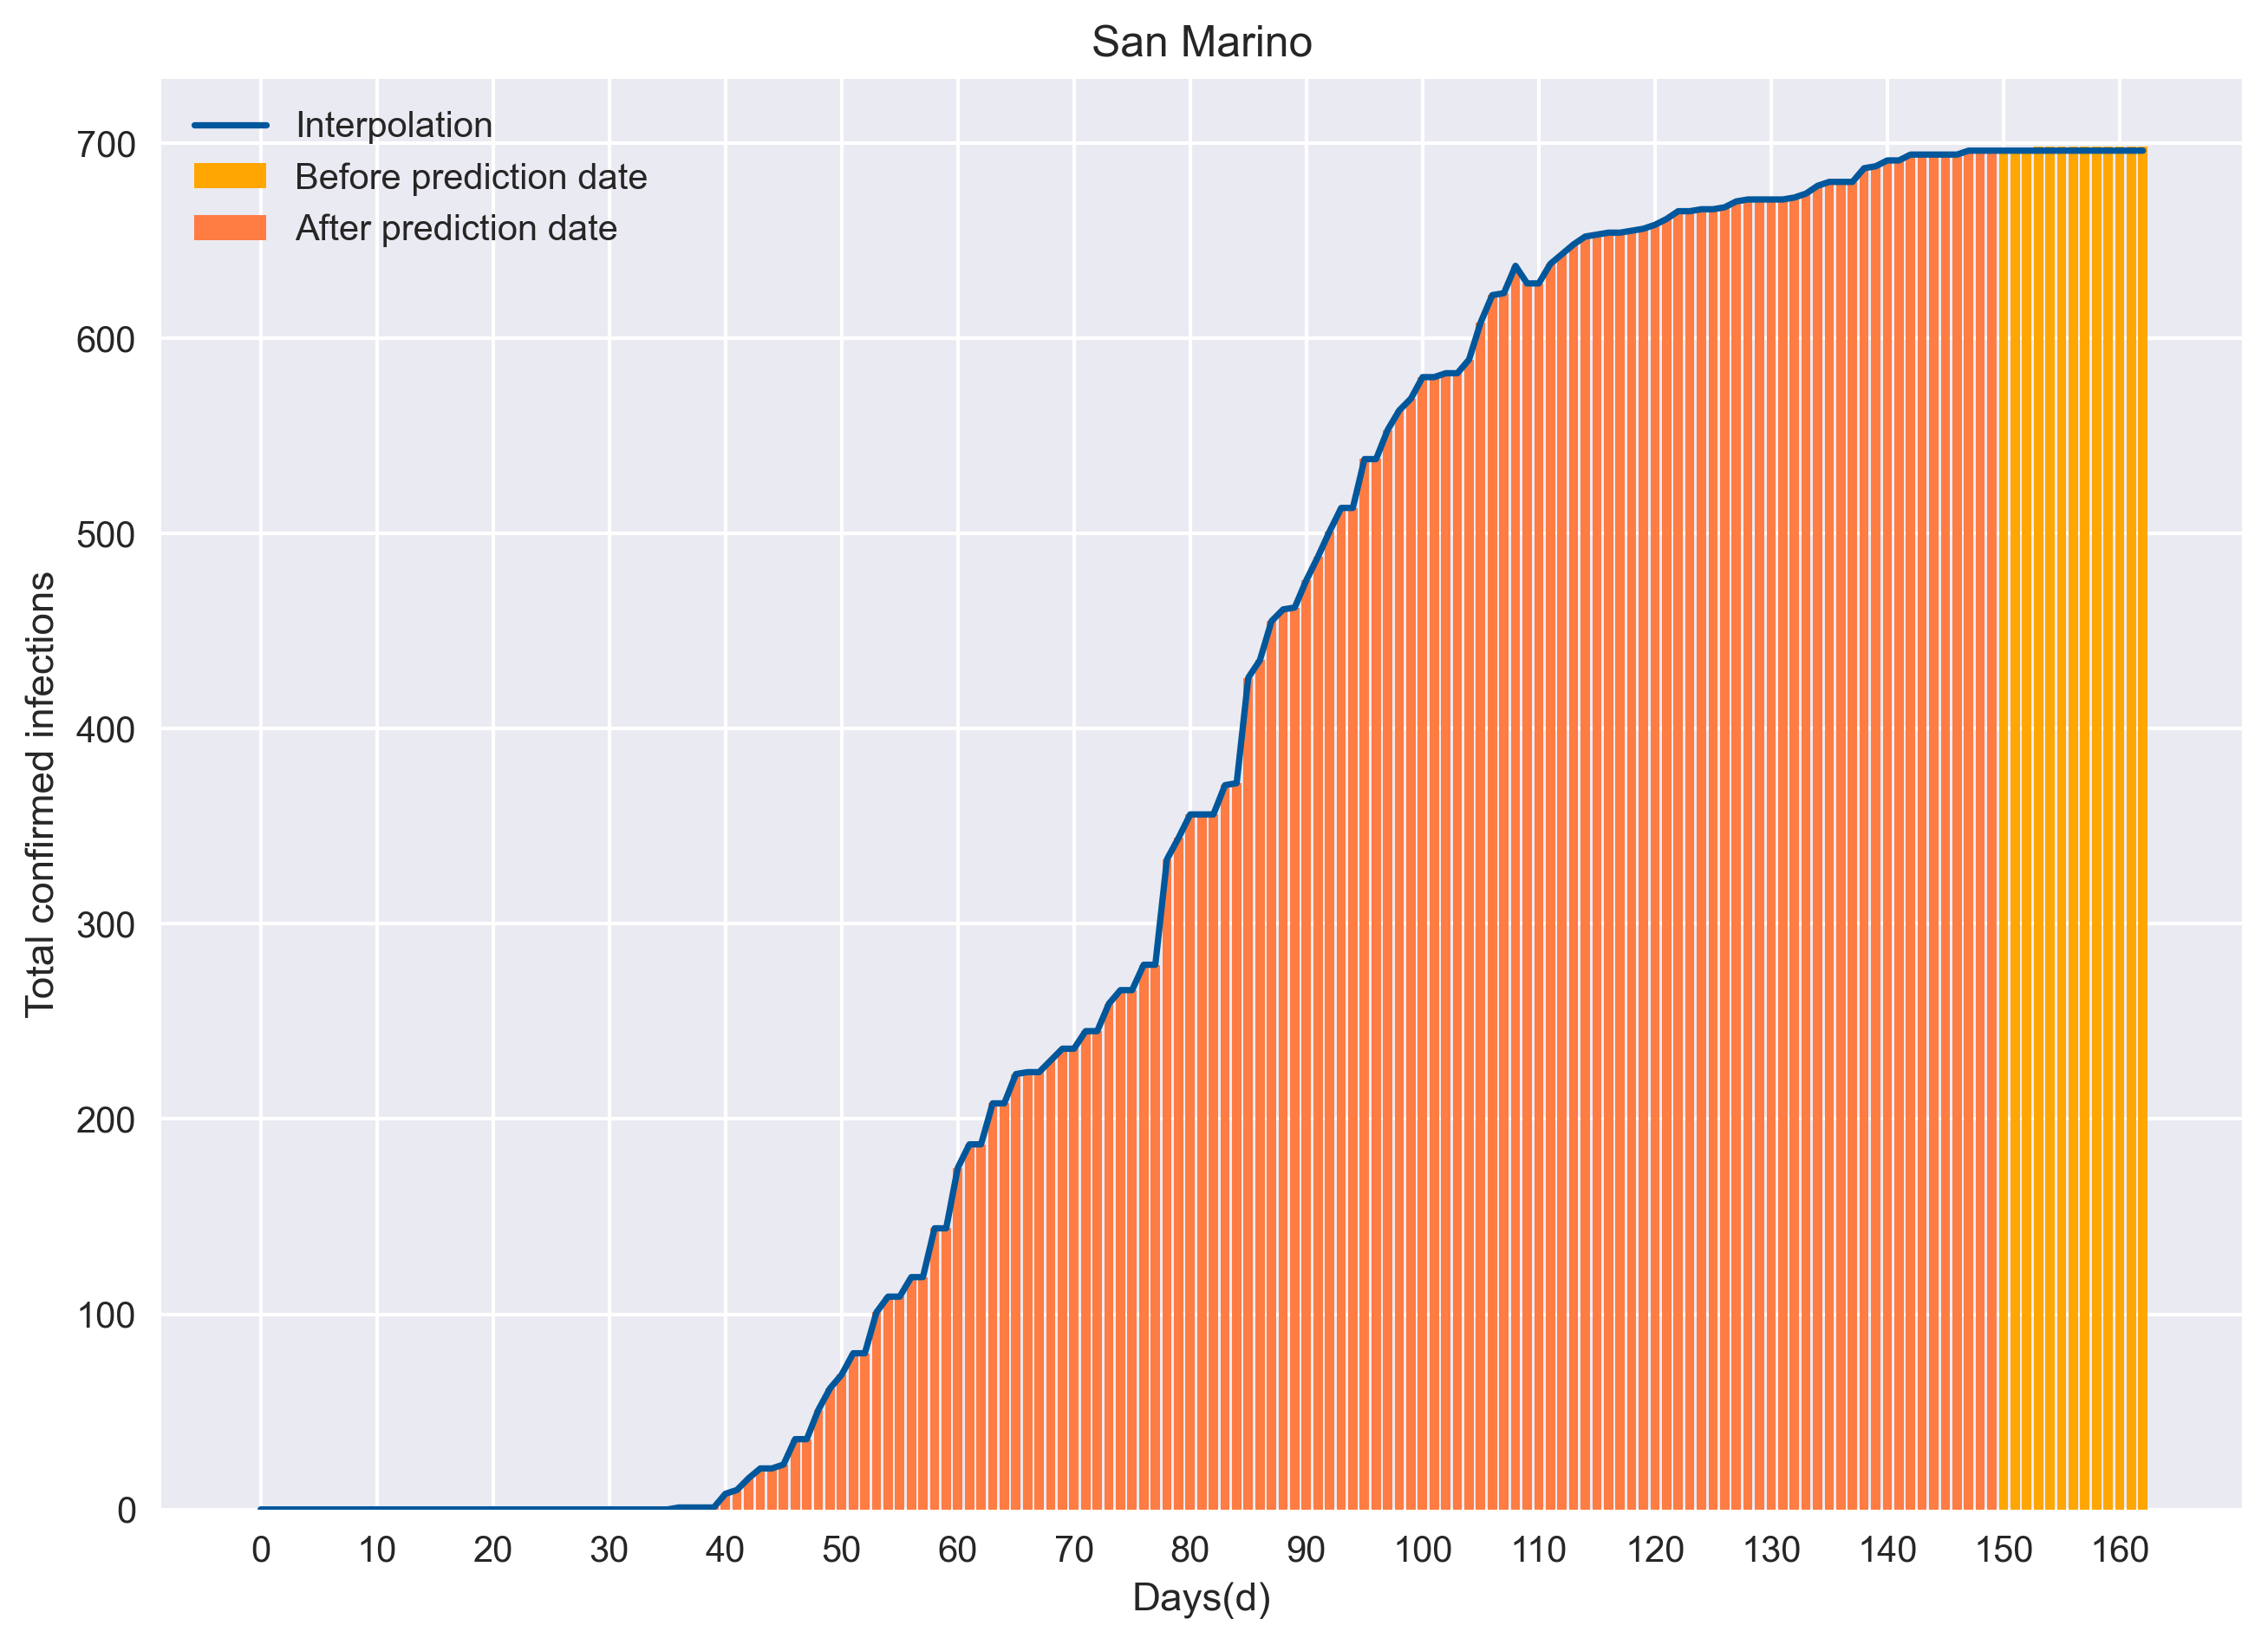 San Marino
Interpolation
Before prediction date
After prediction date
700
600
500
400
300
200
100
0
Total confirmed infections
0 10 20 30 40 50 60 70 80 90 100 110 120 130 140 150 160
Days(d)